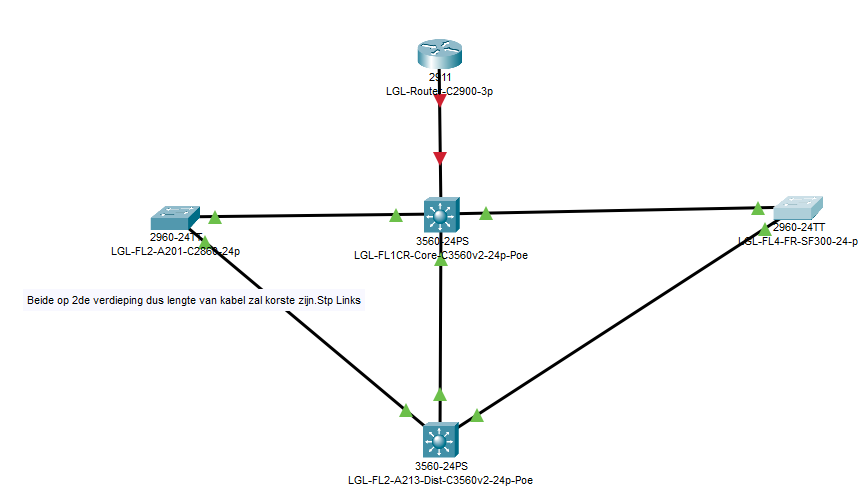 2911
LGL-Router-C2900-3p
2960-24TT
LGL-FL2-A201-C2860-24p
3560-24PS
LGL-FL1CR-Core-C3560v2-24p-Poe
2960-24TT
LGL-FL4-FR-SF300-24-p
Beide op 2de verdieping dus lengte van kabel zal korste zijn.Stp Links
3560-24PS
LGL-FL2-A213-Dist-C3560v2-24p-Poe